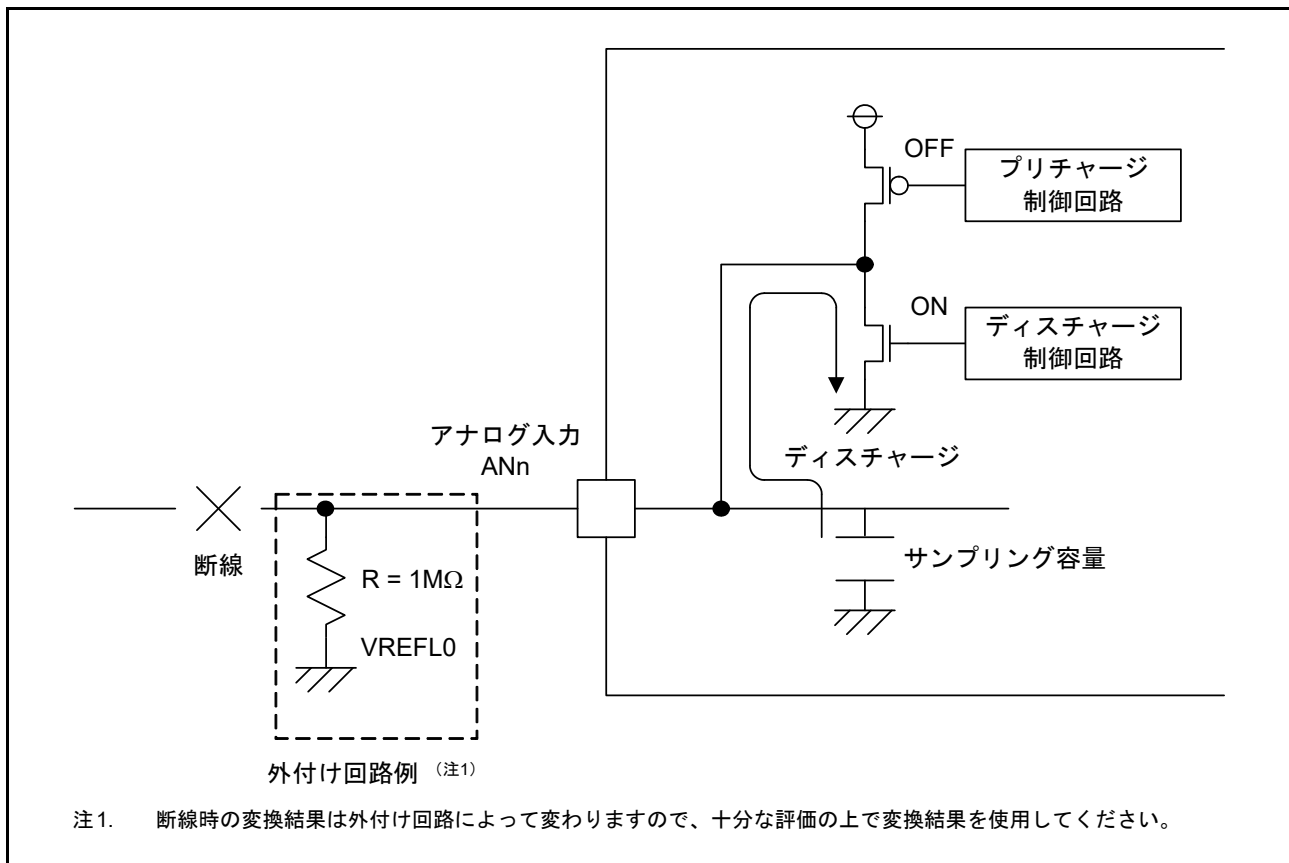 OFF
プリチャージ
制御回路
ON
ディスチャージ
制御回路
アナログ入力
ANn
ディスチャージ
断線
R = 1MΩ
サンプリング容量
VREFL0
外付け回路例 (注1)
注1. 断線時の変換結果は外付け回路によって変わりますので、十分な評価の上で変換結果を使用してください。